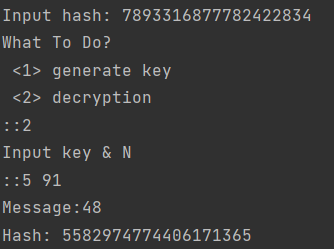 Input hash: 7893316877782422834
What To Do?
<1> generate key
<2> decryption
::2
Input key & N
::5 91
Message:48
Hash: 5582974774406171365